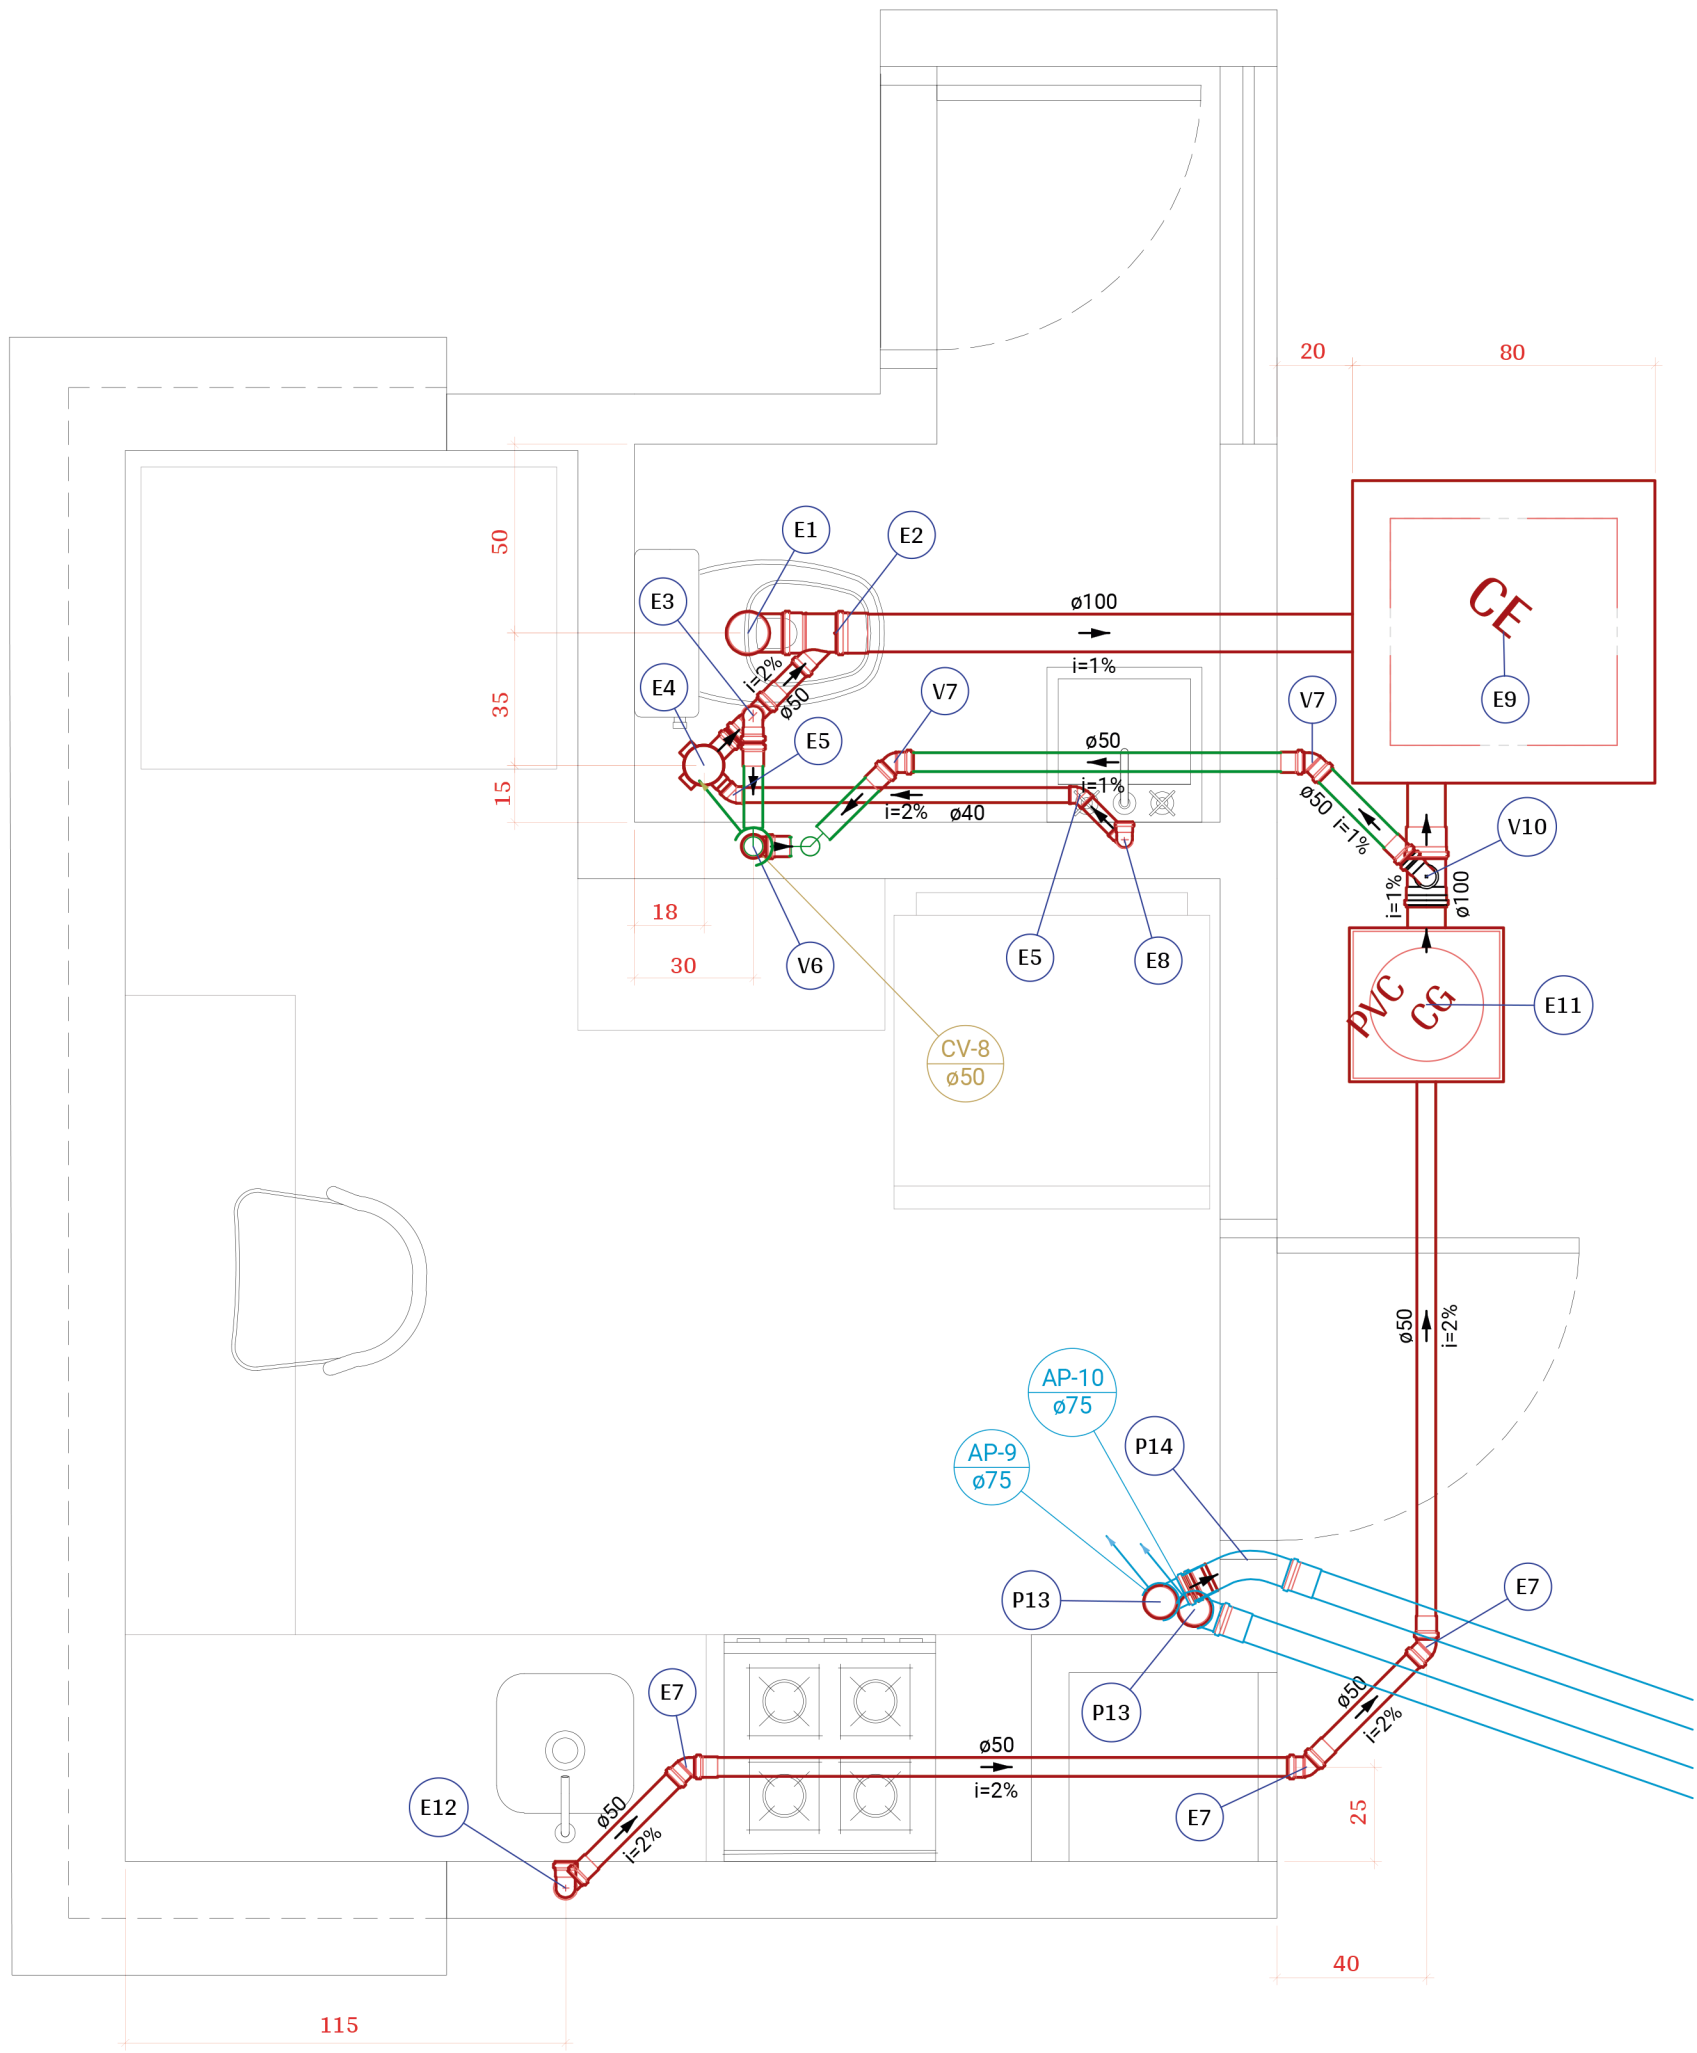 20
80
50
E1
E2
E3
ø100
CE
i=2%
i=1%
E4
ø50
V7
V7
E9
35
E5
ø50
i=1%
15
i=2%
ø40
ø50
i=1%
V10
i=1%
ø100
18
30
V6
E5
E8
PVC
CG
E11
CV-8
ø50
ø50
i=2%
AP-10
ø75
AP-9
ø75
P14
P13
E7
P13
E7
ø50
i=2%
ø50
i=2%
E12
ø50
i=2%
E7
25
40
115